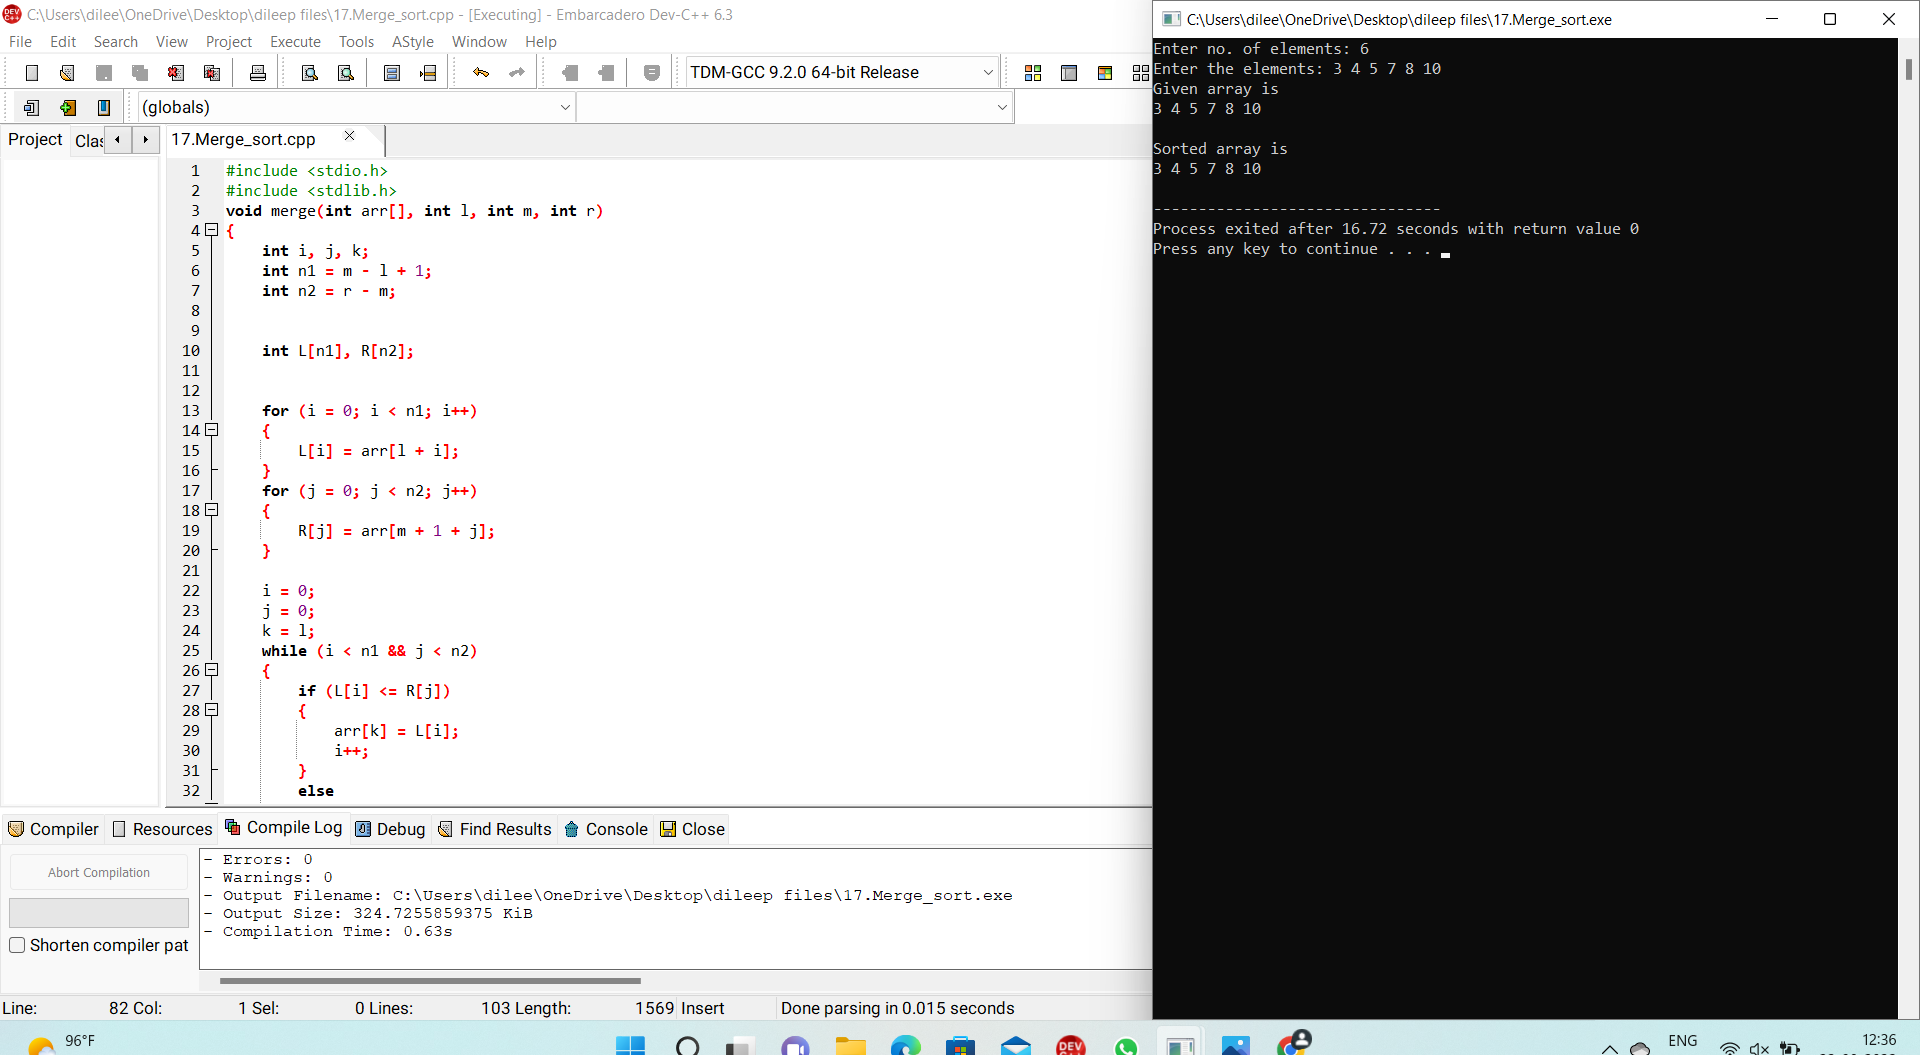 C:\Users\dilee\OneDrive\Desktop\dileep files\17.Merge_sort.cpp - [Executing] - Embarcadero Dev-C++ 6.3
File Edit Search View Project Execute Tools AStyle Window Help
TDM-GCC 9.2.0 64-bit Release
(globals)
Project Clas
17.Merge_sort.cpp
1 #include <stdio.h>
2 #include <stdlib.h>
3 void merge(int arr[], int l, int m, int r)
4 {
5 int i, j, k;
6 int n1 = m - l + 1;
7 int n2 = r - m;
8
9
10 int L[n1], R[n2];
11
12
13 for (i = 0; i < n1; i++)
14 {
15 L[i] = arr[l + i];
16 }
17 for (j = 0; j < n2; j++)
18 {
19 R[j] = arr[m + 1 + j];
20 }
21
22 i = 0;
23 j = 0;
24 k = l;
25 while (i < n1 && j < n2)
26 {
27 if (L[i] <= R[j])
28 {
29 arr[k] = L[i];
30 i++;
31 }
32 else
Compiler Resources Compile Log Debug Find Results Console Close
Abort Compilation
Shorten compiler pat
- Errors: 0
- Warnings: 0
- Output Filename: C:\Users\dilee\OneDrive\Desktop\dileep files\17.Merge_sort.exe
- Output Size: 324.7255859375 KiB
- Compilation Time: 0.63s
Line: 82 Col: 1 Sel: 0 Lines: 103 Length: 1569 Insert Done parsing in 0.015 seconds
C:\Users\dilee\OneDrive\Desktop\dileep files\17.Merge_sort.exe
Enter no. of elements: 6
Enter the elements: 3 4 5 7 8 10
Given array is
3 4 5 7 8 10
Sorted array is
3 4 5 7 8 10
--------------------------------
Process exited after 16.72 seconds with return value 0
Press any key to continue . . .
96°F
DEV
ENG
12:36